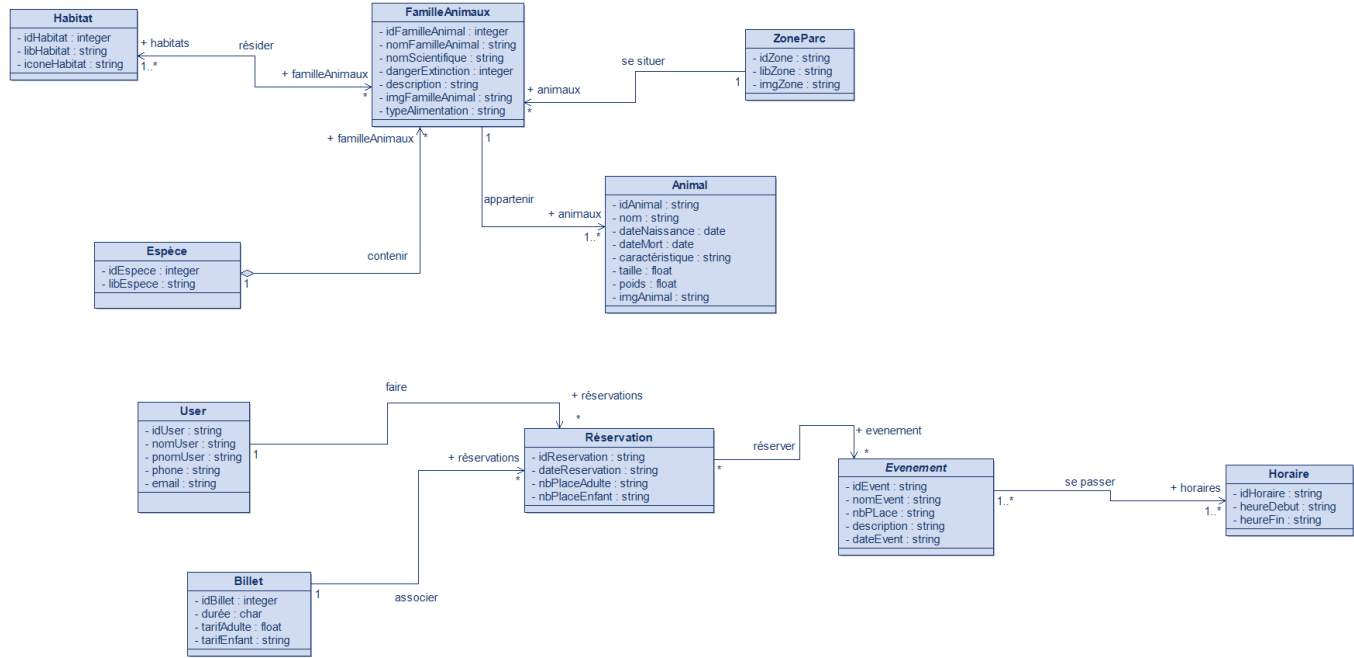 Habitat
- idHabitat : integer
- libHabitat : string
- iconeHabitat : string
+ habitats
1..*
résider
+ familleAnimaux
*
FamilleAnimaux
- idFamilleAnimal : integer
- nomFamilleAnimal : string
- nomScientifique : string
- dangerExtinction : integer
- description : string
- imgFamilleAnimal : string
- typeAlimentation : string
+ animaux
*
se situer
1
ZoneParc
- idZone : string
- libZone : string
- imgZone : string
+ familleAnimaux
*
1
appartenir
+ animaux
1..*
Animal
- idAnimal : string
- nom : string
- dateNaissance : date
- dateMort : date
- caractéristique : string
- taille : float
- poids : float
- imgAnimal : string
Espèce
- idEspece : integer
- libEspece : string
1
contenir
User
- idUser : string
- nomUser : string
- pnomUser : string
- phone : string
- email : string
1
faire
+ réservations
*
+ réservations
*
Réservation
- idReservation : string
- dateReservation : string
- nbPlaceAdulte : string
- nbPlaceEnfant : string
*
réserver
+ evenement
*
Evenement
- idEvent : string
- nomEvent : string
- nbPLace : string
- description : string
- dateEvent : string
1..*
se passer
+ horaires
1..*
Horaire
- idHoraire : string
- heureDebut : string
- heureFin : string
Billet
- idBillet : integer
- durée : char
- tarifAdulte : float
- tarifEnfant : string
1
associer